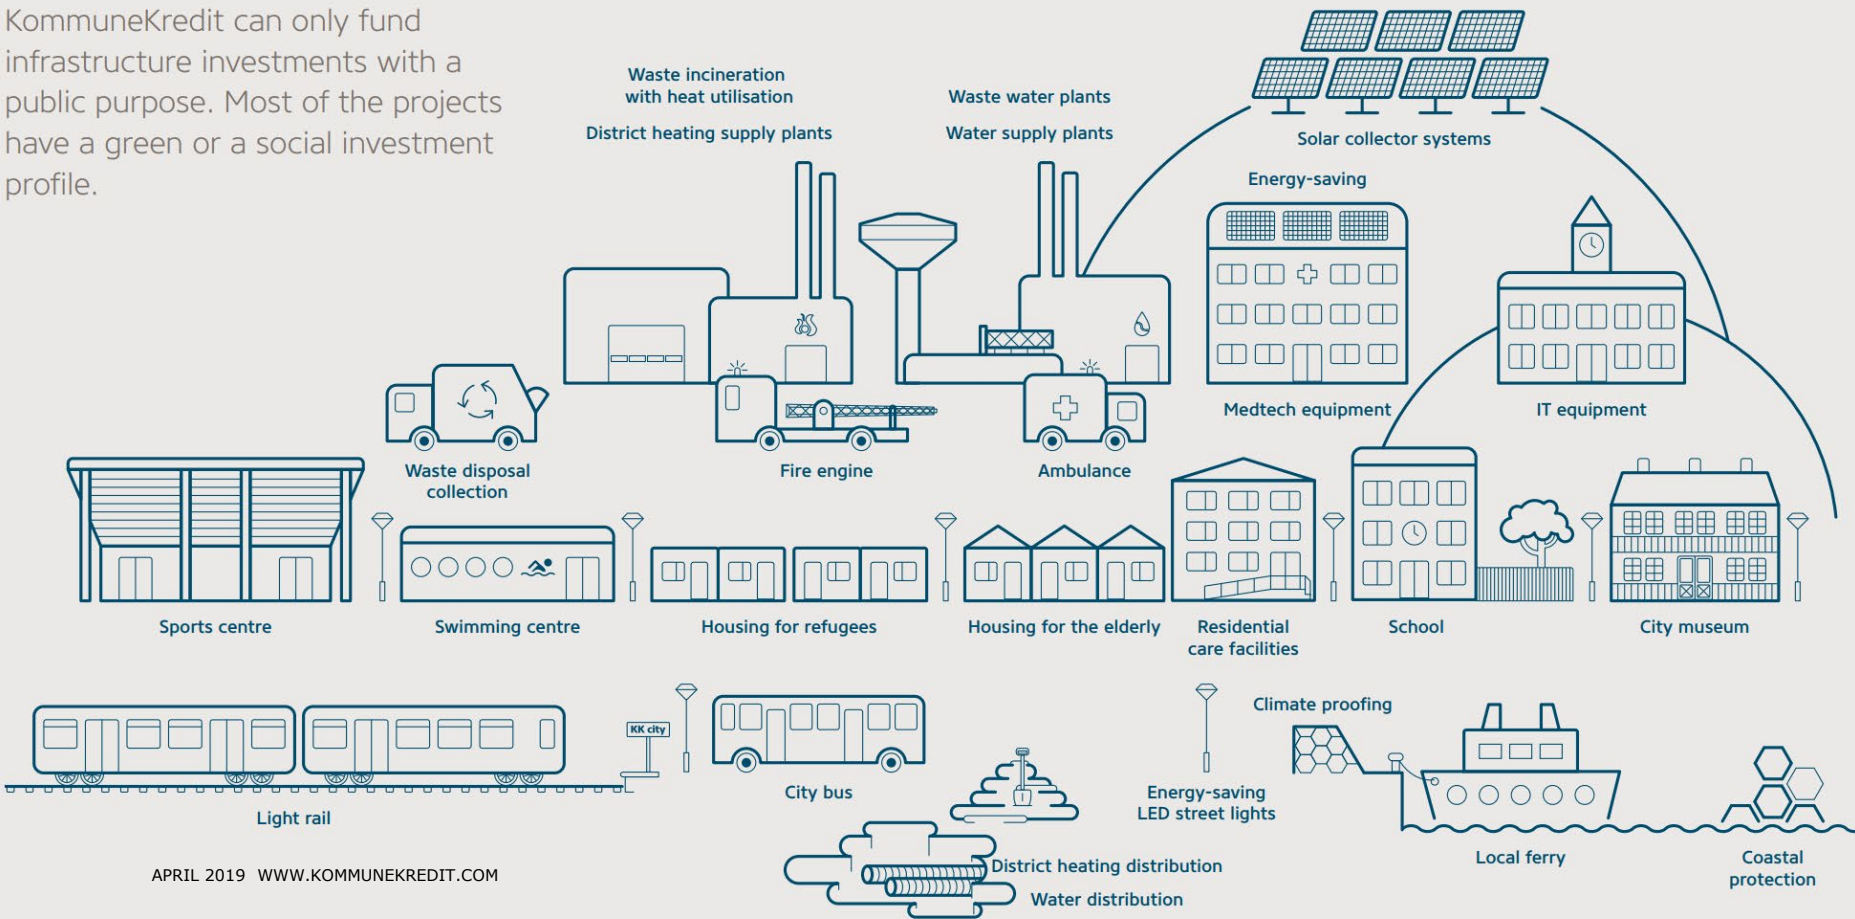 KommuneKredit can only fund
infrastructure investments with a
public purpose. Most of the projects
have a green or a social investment
profile.
Waste incineration
with heat utilisation
District heating supply plants
Waste water plants
Water supply plants
Solar collector systems
Energy-saving
Medtech equipment
IT equipment
Waste disposal
collection
Fire engine
Ambulance
Sports centre
Swimming centre
Housing for refugees
Housing for the elderly
Residential
care facilities
School
City museum
KK city
Light rail
City bus
Energy-saving
LED street lights
Climate proofing
Local ferry
Coastal
protection
District heating distribution
Water distribution
APRIL 2019 WWW.KOMMUNEKREDIT.COM